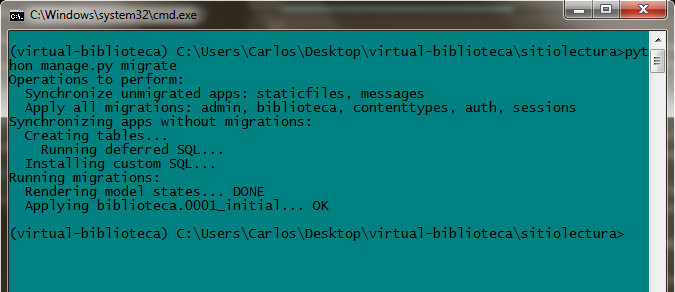 C:\Windows\system32\cmd.exe
(virtual-biblioteca) C:\Users\Carlos\Desktop\virtual-biblioteca\sitiolectura>pyt
hon manage.py migrate
Operations to perform:
  Synchronize unmigrated apps: staticfiles, messages
  Apply all migrations: admin, biblioteca, contenttypes, auth, sessions
Synchronizing apps without migrations:
  Creating tables...
    Running deferred SQL...
  Installing custom SQL...
Running migrations:
  Rendering model states... DONE
  Applying biblioteca.0001_initial... OK
(virtual-biblioteca) C:\Users\Carlos\Desktop\virtual-biblioteca\sitiolectura>